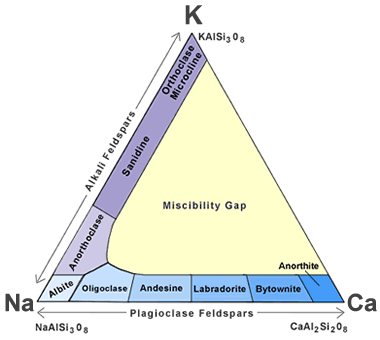 K
KAlSi3O8
Orthoclase
Microcline
Sanidine
Alkali Feldspars
Miscibility Gap
Anorthoclase
Anorthite
Albite
Oligoclase
Andesine
Labradorite
Bytownite
Na
Ca
NaAlSi3O8
Plagioclase Feldspars
CaAl2Si2O8